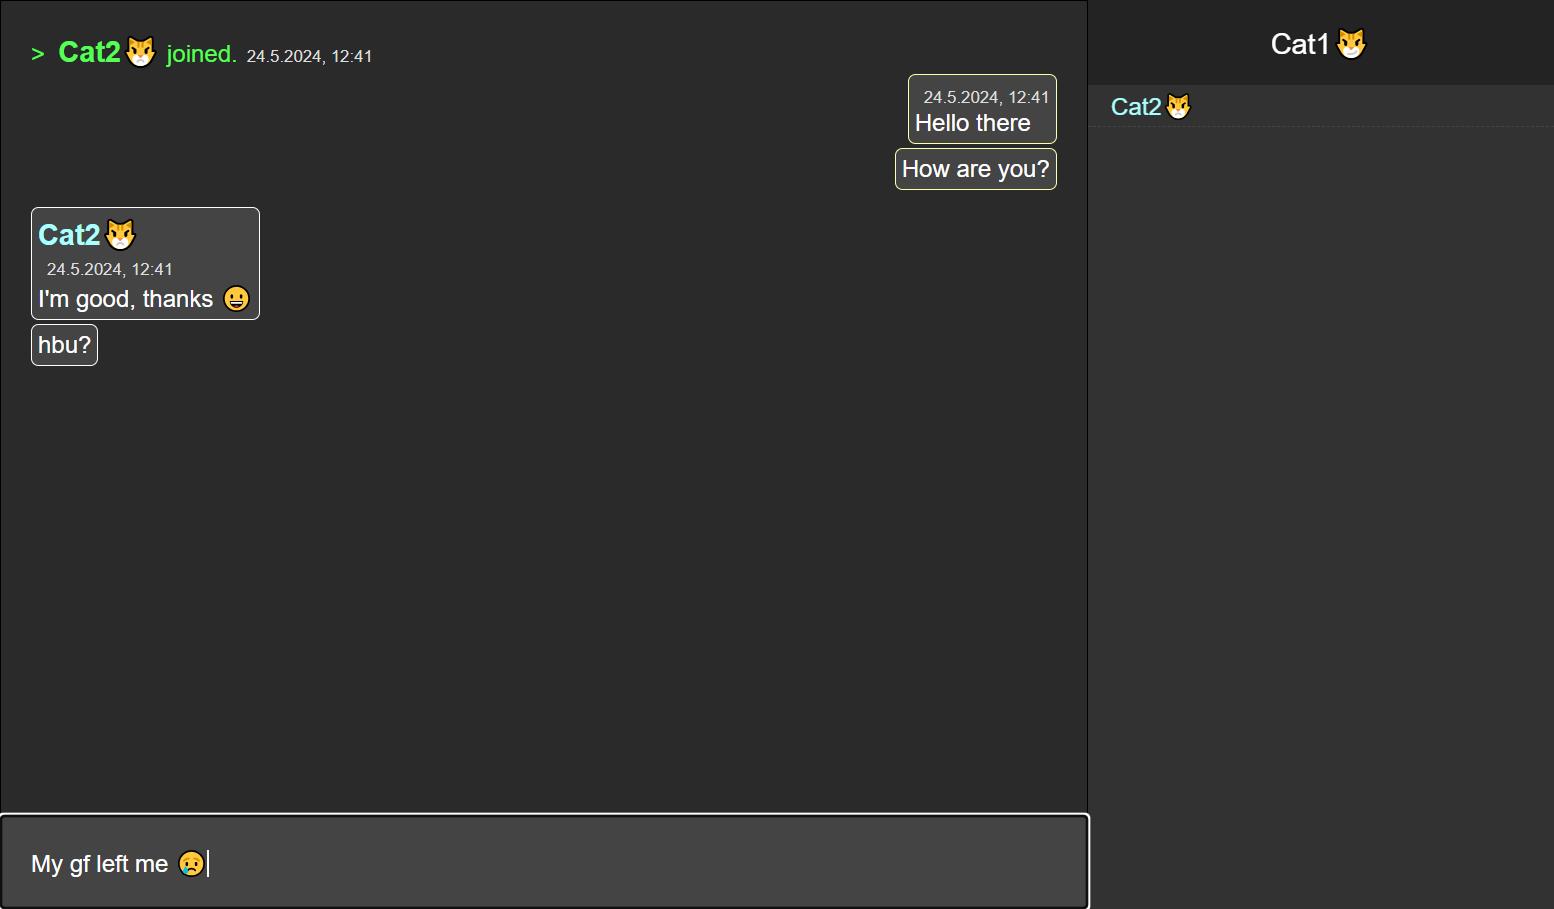 > Cat2🐱 joined. 24.5.2024, 12:41
24.5.2024, 12:41
Hello there
How are you?
Cat2🐱
24.5.2024, 12:41
I'm good, thanks 😀
hbu?
My gf left me 😢
Cat1🐱
Cat2🐱